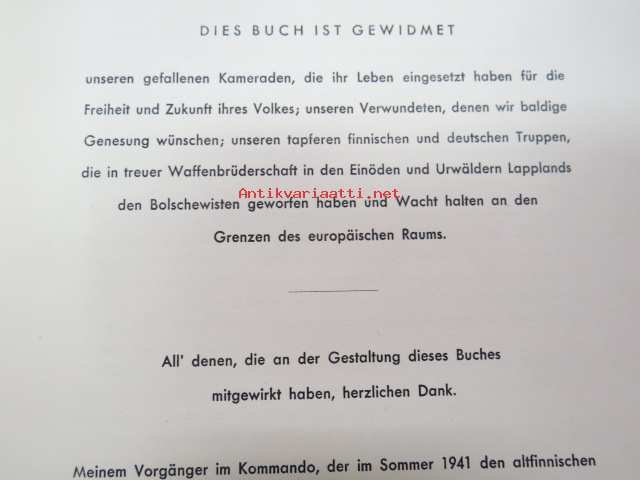 DIES BUCH IST GEWIDMET
unseren gefallenen Kameraden, die ihr Leben eingesetzt haben für die
Freiheit und Zukunft ihres Volkes; unseren Verwundeten, denen wir baldige
Genesung wünschen; unseren tapferen finnischen und deutschen Truppen,
die in treuer Waffenbrüderschaft in den Einöden und Urwäldern Lapplands
Antikvariaatti.net
den Bolschewisten geworfen haben und Wacht halten an den
Grenzen des europäischen Raums.
All' denen, die an der Gestaltung dieses Buches
mitgewirkt haben, herzlichen Dank.
Meinem Vorgänger im Kommando, der im Sommer 1941 den altfinnischen